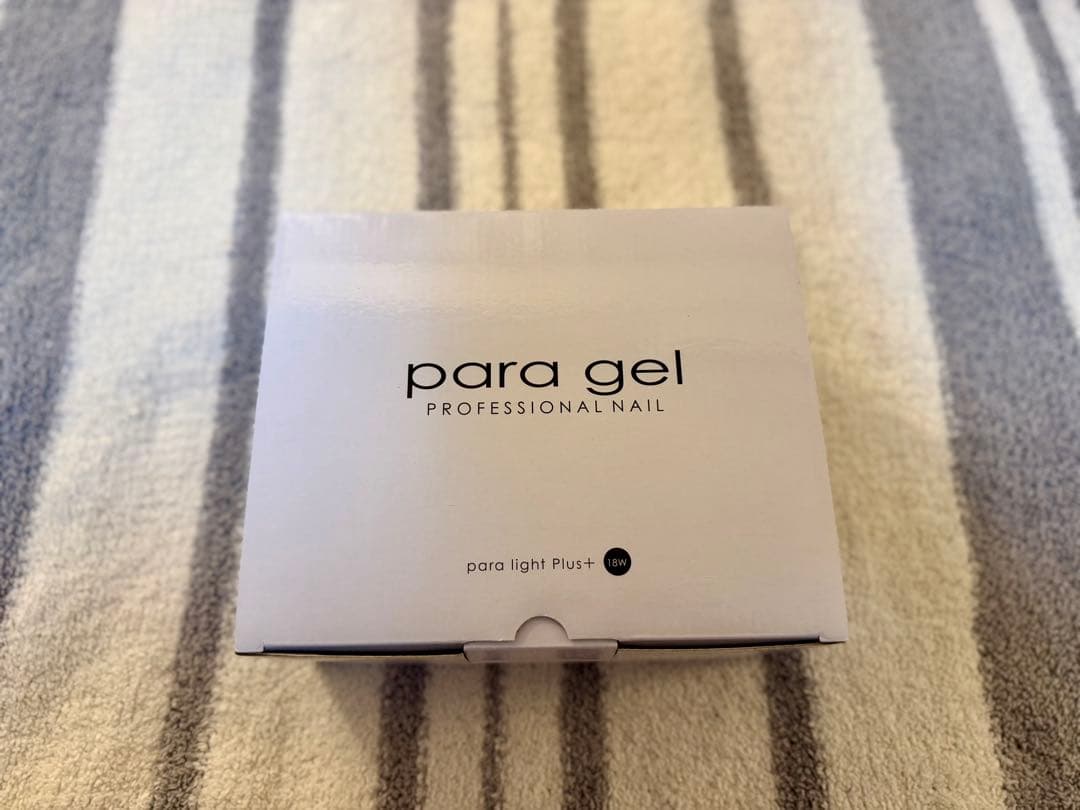 para gel
PROFESSIONAL NAIL
para light Plus+ 18W